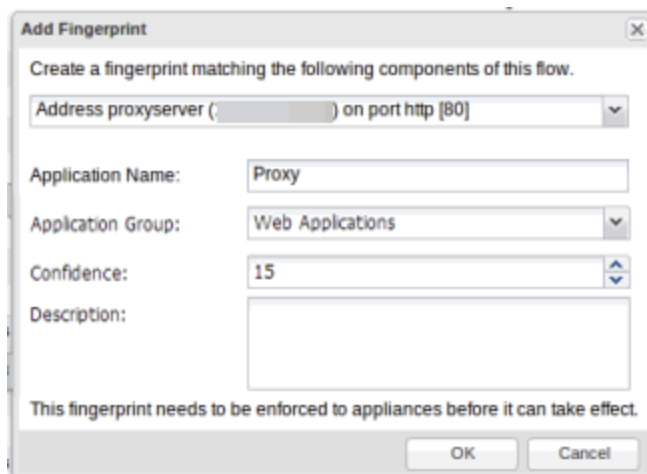 Add Fingerprint
Create a fingerprint matching the following components of this flow.
Address proxyserver ( ) on port http [80]
Application Name: Proxy
Application Group: Web Applications
Confidence: 15
Description:
This fingerprint needs to be enforced to appliances before it can take effect.
OK Cancel